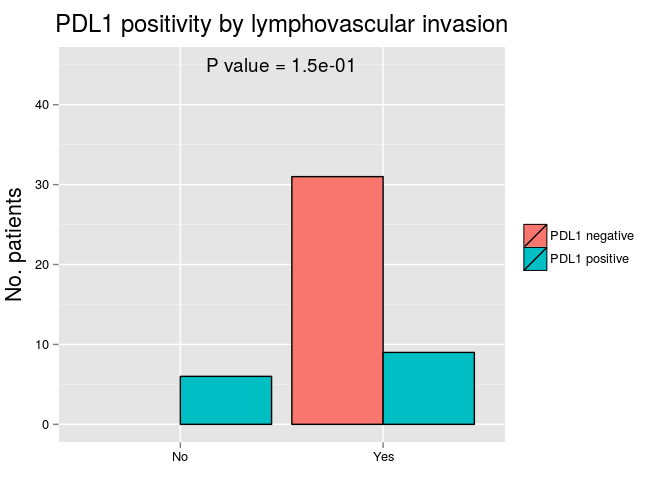 PDL1 positivity by lymphovascular invasion
P value = 1.5e-01
No. patients
40
30
20
10
0
No
Yes
PDL1 negative
PDL1 positive